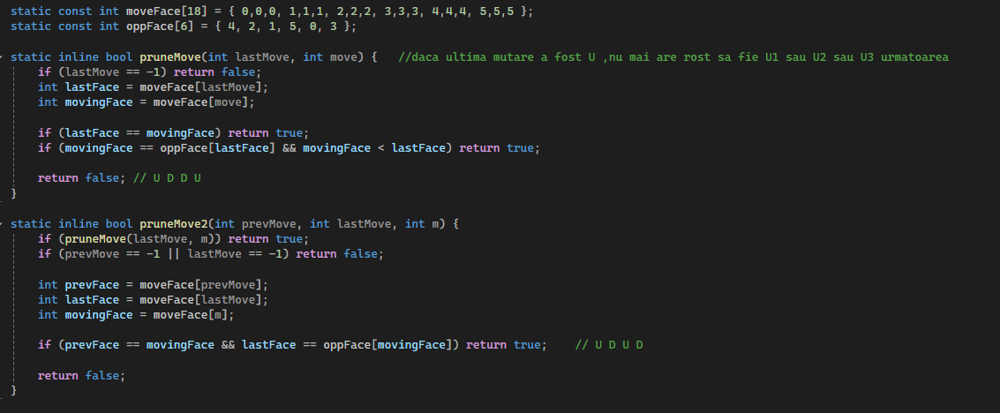 static const int moveFace[18] = { 0,0,0, 1,1,1, 2,2,2, 3,3,3, 4,4,4, 5,5,5 };
static const int oppFace[6] = { 4, 2, 1, 5, 0, 3 };
static inline bool pruneMove(int lastMove, int move) {   //daca ultima mutare a fost U ,nu mai are rost sa fie U1 sau U2 sau U3 urmatoarea
    if (lastMove == -1) return false;
    int lastFace = moveFace[lastMove];
    int movingFace = moveFace[move];
    if (lastFace == movingFace) return true;
    if (movingFace == oppFace[lastFace] && movingFace < lastFace) return true;
    return false; // U D D U
}
static inline bool pruneMove2(int prevMove, int lastMove, int m) {
    if (pruneMove(lastMove, m)) return true;
    if (prevMove == -1 || lastMove == -1) return false;
    int prevFace = moveFace[prevMove];
    int lastFace = moveFace[lastMove];
    int movingFace = moveFace[m];
    if (prevFace == movingFace && lastFace == oppFace[movingFace]) return true;    // U D U D
    return false;
}